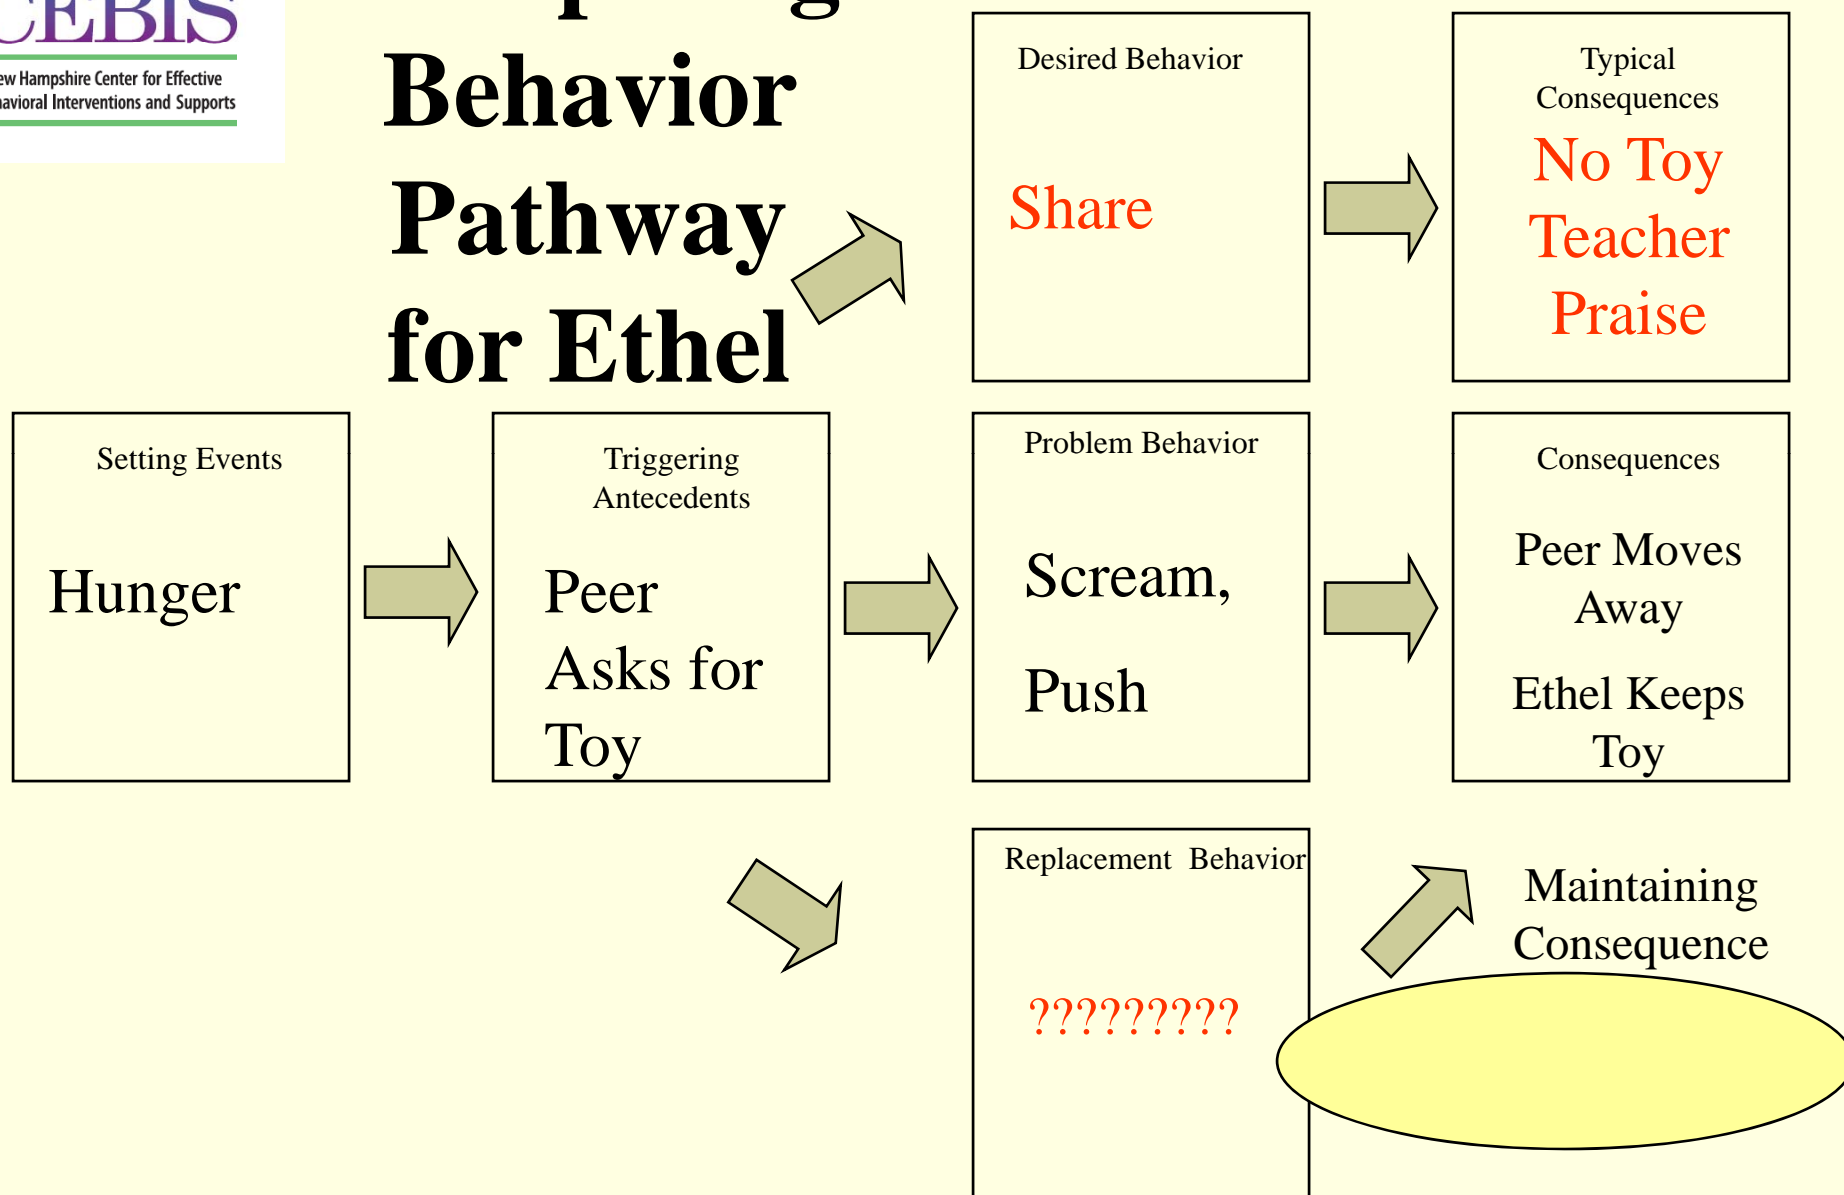 CEBIS
ew Hampshire Center for Effective
avioral Interventions and Supports
Behavior
Pathway
for Ethel
Desired Behavior
Share
Typical
Consequences
No Toy
Teacher
Praise
Setting Events
Hunger
Triggering
Antecedents
Peer
Asks for
Toy
Problem Behavior
Scream,
Push
Consequences
Peer Moves
Away
Ethel Keeps
Toy
Replacement Behavior
?????????
Maintaining
Consequence